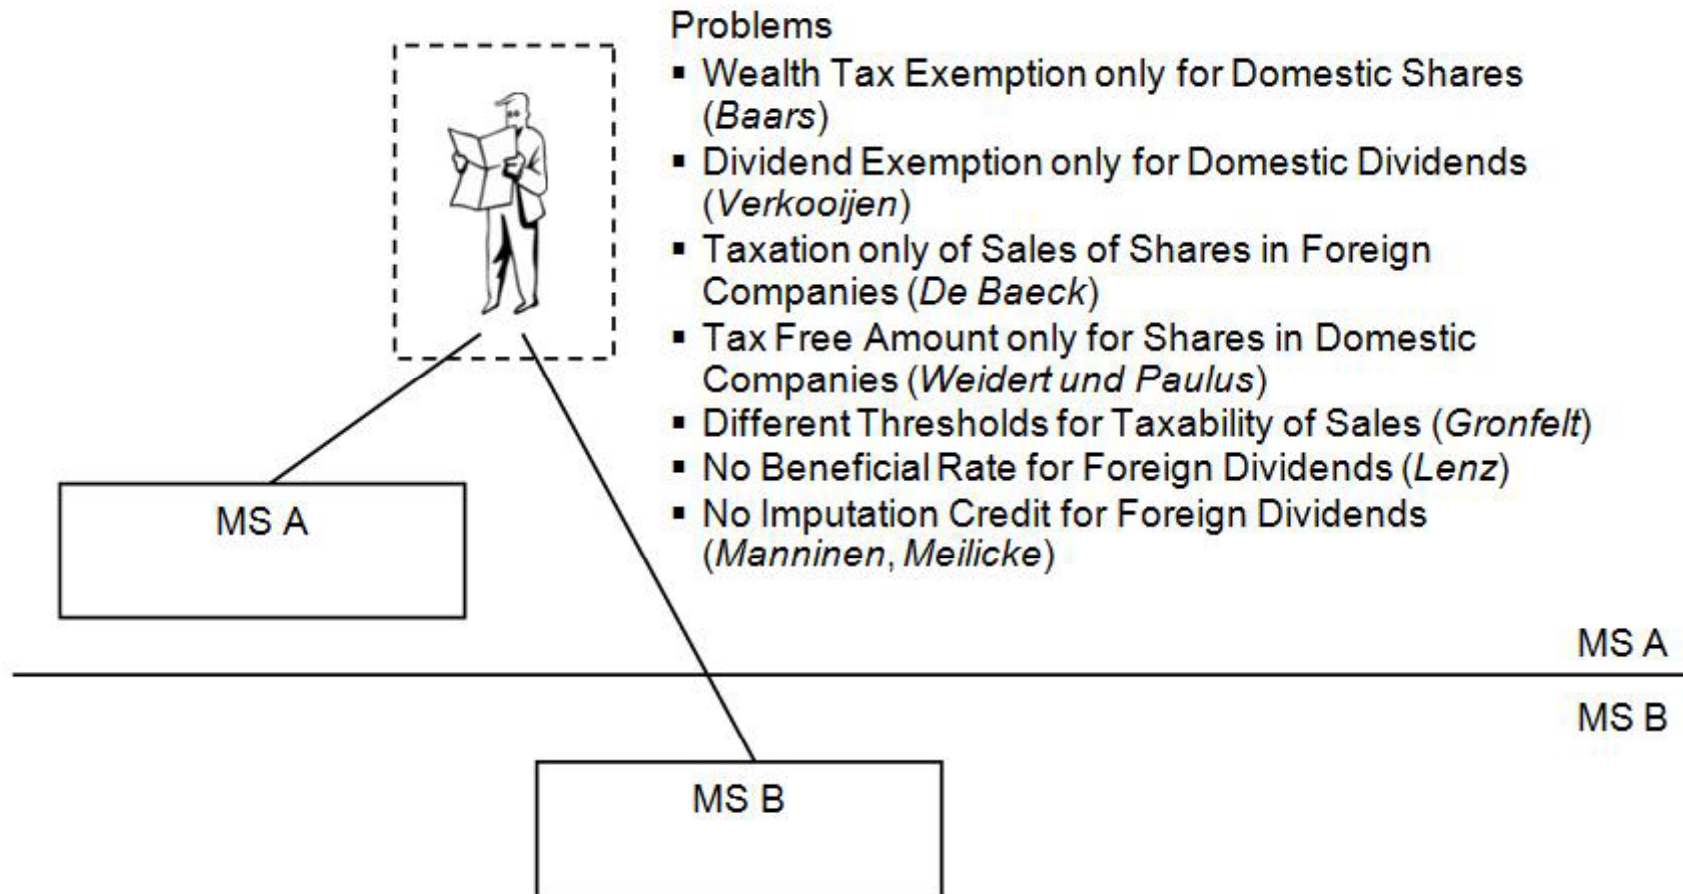 Problems
▪ Wealth Tax Exemption only for Domestic Shares
(Baars)
▪ Dividend Exemption only for Domestic Dividends
(Verkooijen)
▪ Taxation only of Sales of Shares in Foreign
Companies (De Baeck)
▪ Tax Free Amount only for Shares in Domestic
Companies (Weidert und Paulus)
▪ Different Thresholds for Taxability of Sales (Gronfelt)
▪ No Beneficial Rate for Foreign Dividends (Lenz)
▪ No Imputation Credit for Foreign Dividends
(Manninen, Meilicke)
MS A
MS A
MS B
MS B